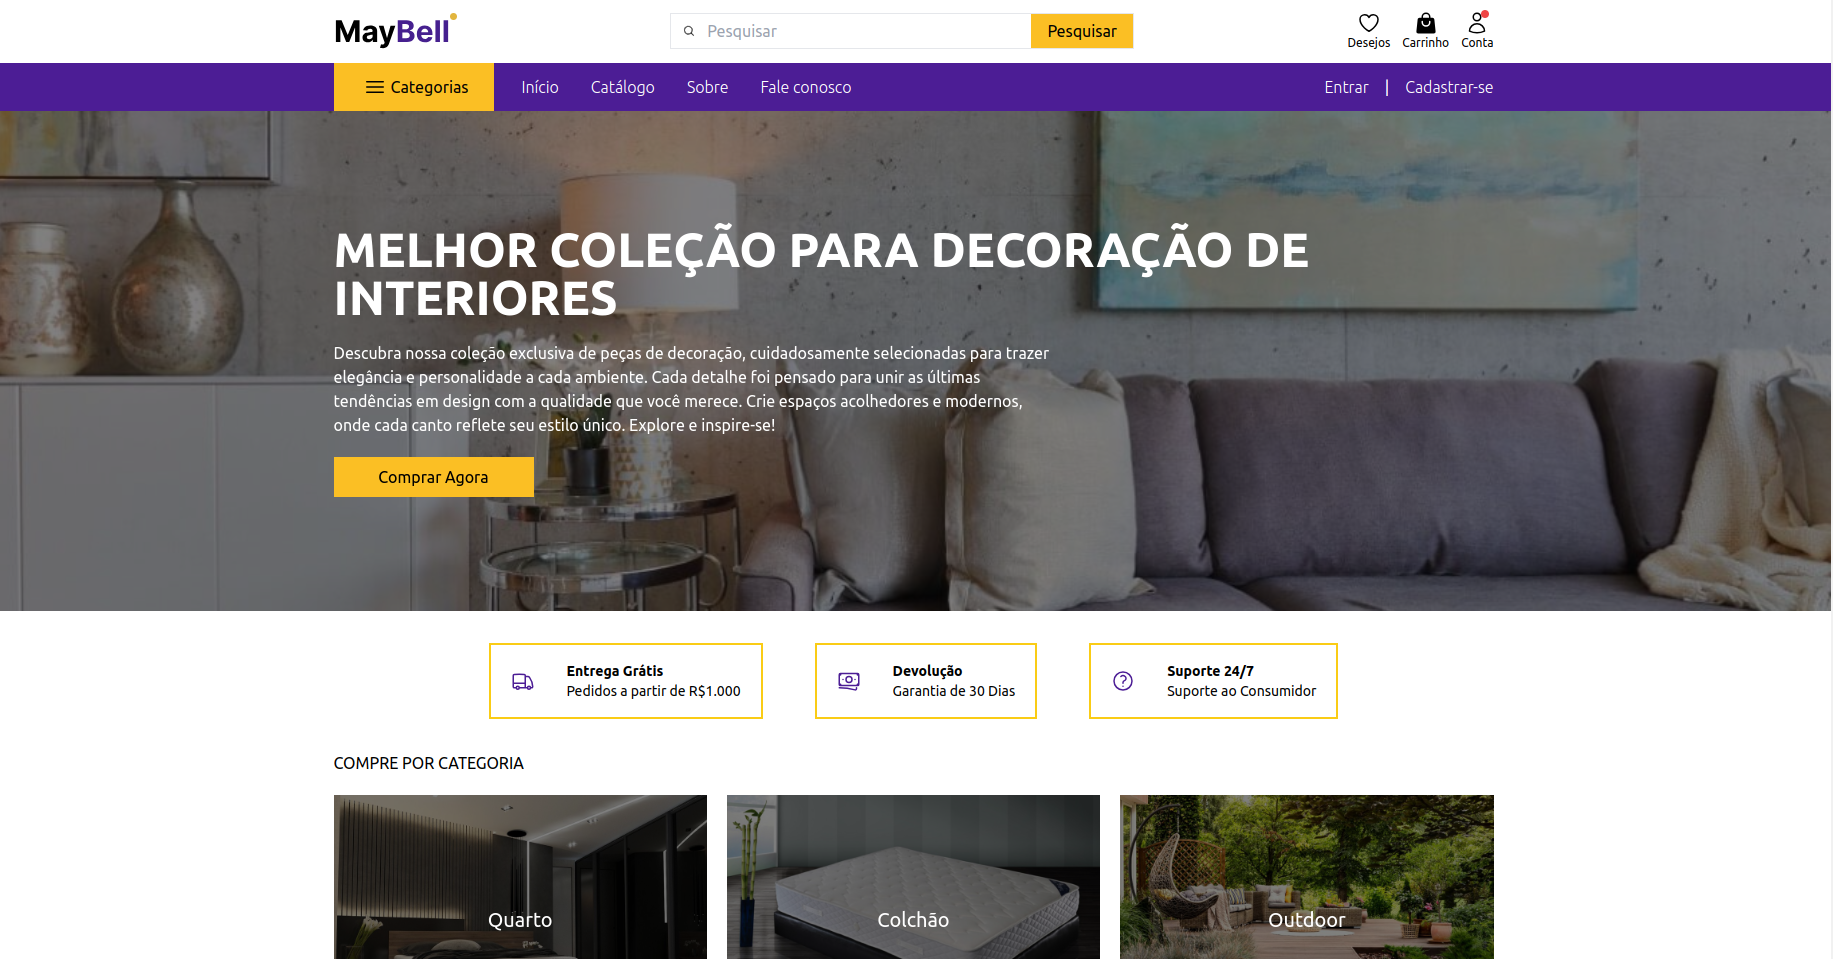 MayBell
Pesquisar
Pesquisar
Desejos
Carrinho
Conta
Categorias
Início
Catálogo
Sobre
Fale conosco
Entrar
|
Cadastrar-se
MELHOR COLEÇÃO PARA DECORAÇÃO DE
INTERIORES
Descubra nossa coleção exclusiva de peças de decoração, cuidadosamente selecionadas para trazer
elegância e personalidade a cada ambiente. Cada detalhe foi pensado para unir as últimas
tendências em design com a qualidade que você merece. Crie espaços acolhedores e modernos,
onde cada canto reflete seu estilo único. Explore e inspire-se!
Comprar Agora
Entrega Grátis
Pedidos a partir de R$1.000
Devolução
Garantia de 30 Dias
Suporte 24/7
Suporte ao Consumidor
COMPRE POR CATEGORIA
Quarto
Colchão
Outdoor